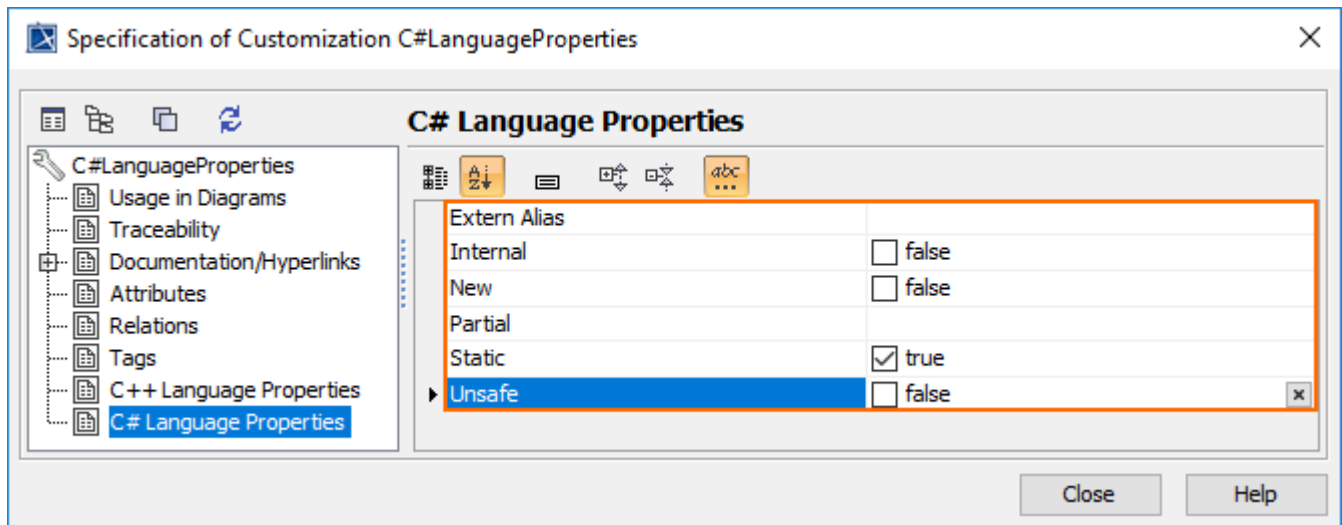 Specification of Customization C#LanguageProperties
C# Language Properties
C#LanguageProperties
Usage in Diagrams
Traceability
Documentation/Hyperlinks
Attributes
Relations
Tags
C++ Language Properties
C# Language Properties
A
Z
abc
...
Extern Alias
Internal false
New false
Partial
Static true
Unsafe false
Close Help